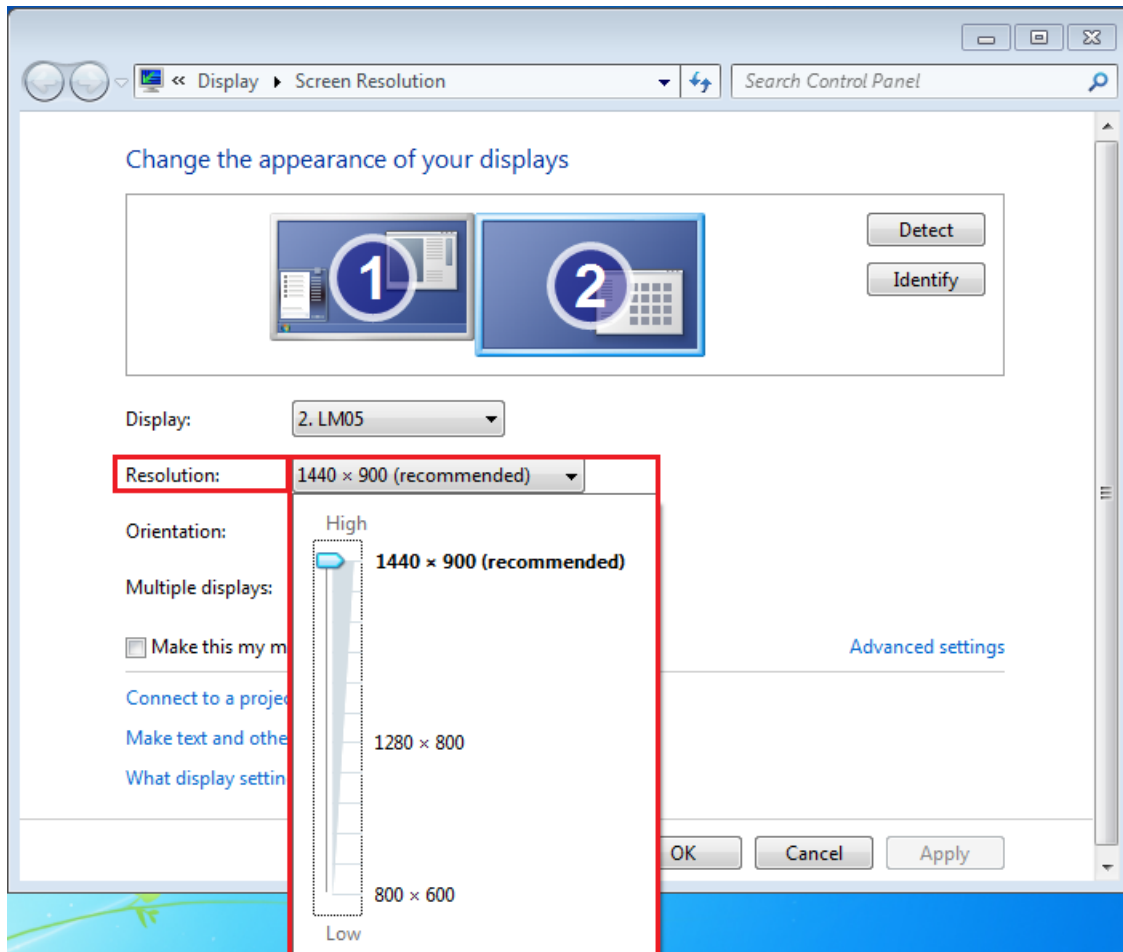 « Display Screen Resolution
Search Control Panel
Change the appearance of your displays
1
2
Detect
Identify
Display:
2. LM05
Resolution:
1440 × 900 (recommended)
High
Orientation:
1440 × 900 (recommended)
Multiple displays:
Make this my m
Advanced settings
Connect to a projec
Make text and othe
1280 × 800
What display settin
OK
Cancel
Apply
800 × 600
Low